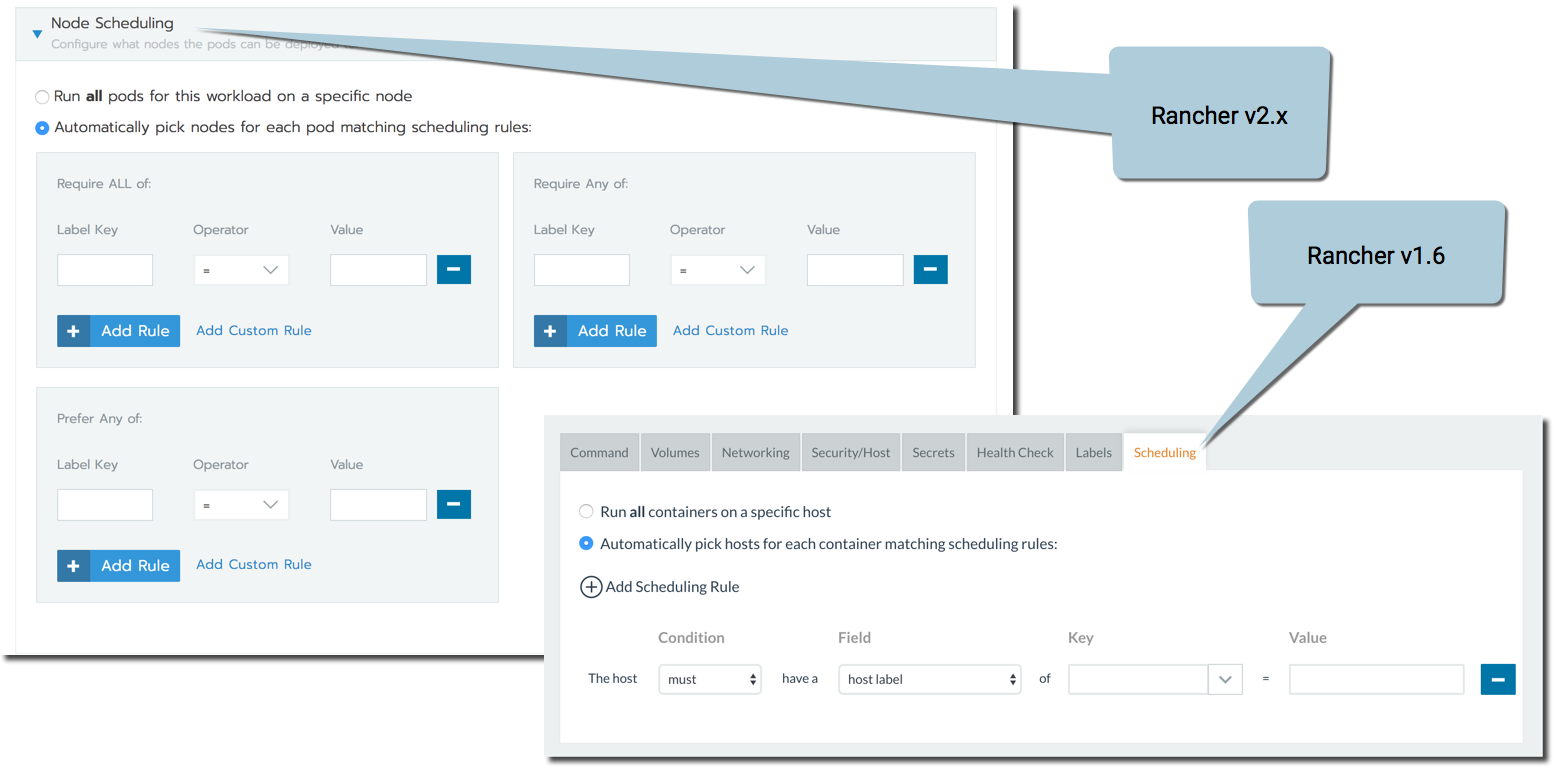 Node Scheduling
Configure what nodes the pods can be deployed
Rancher v2.x
Run all pods for this workload on a specific node
Automatically pick nodes for each pod matching scheduling rules:
Require ALL of:
Label Key Operator Value
=
+ Add Rule Add Custom Rule
Require Any of:
Label Key Operator Value
=
+ Add Rule Add Custom Rule
Prefer Any of:
Label Key Operator Value
=
+ Add Rule Add Custom Rule
Rancher v1.6
Command Volumes Networking Security/Host Secrets Health Check Labels Scheduling
Run all containers on a specific host
Automatically pick hosts for each container matching scheduling rules:
Add Scheduling Rule
Condition Field Key Value
The host must have a host label of =